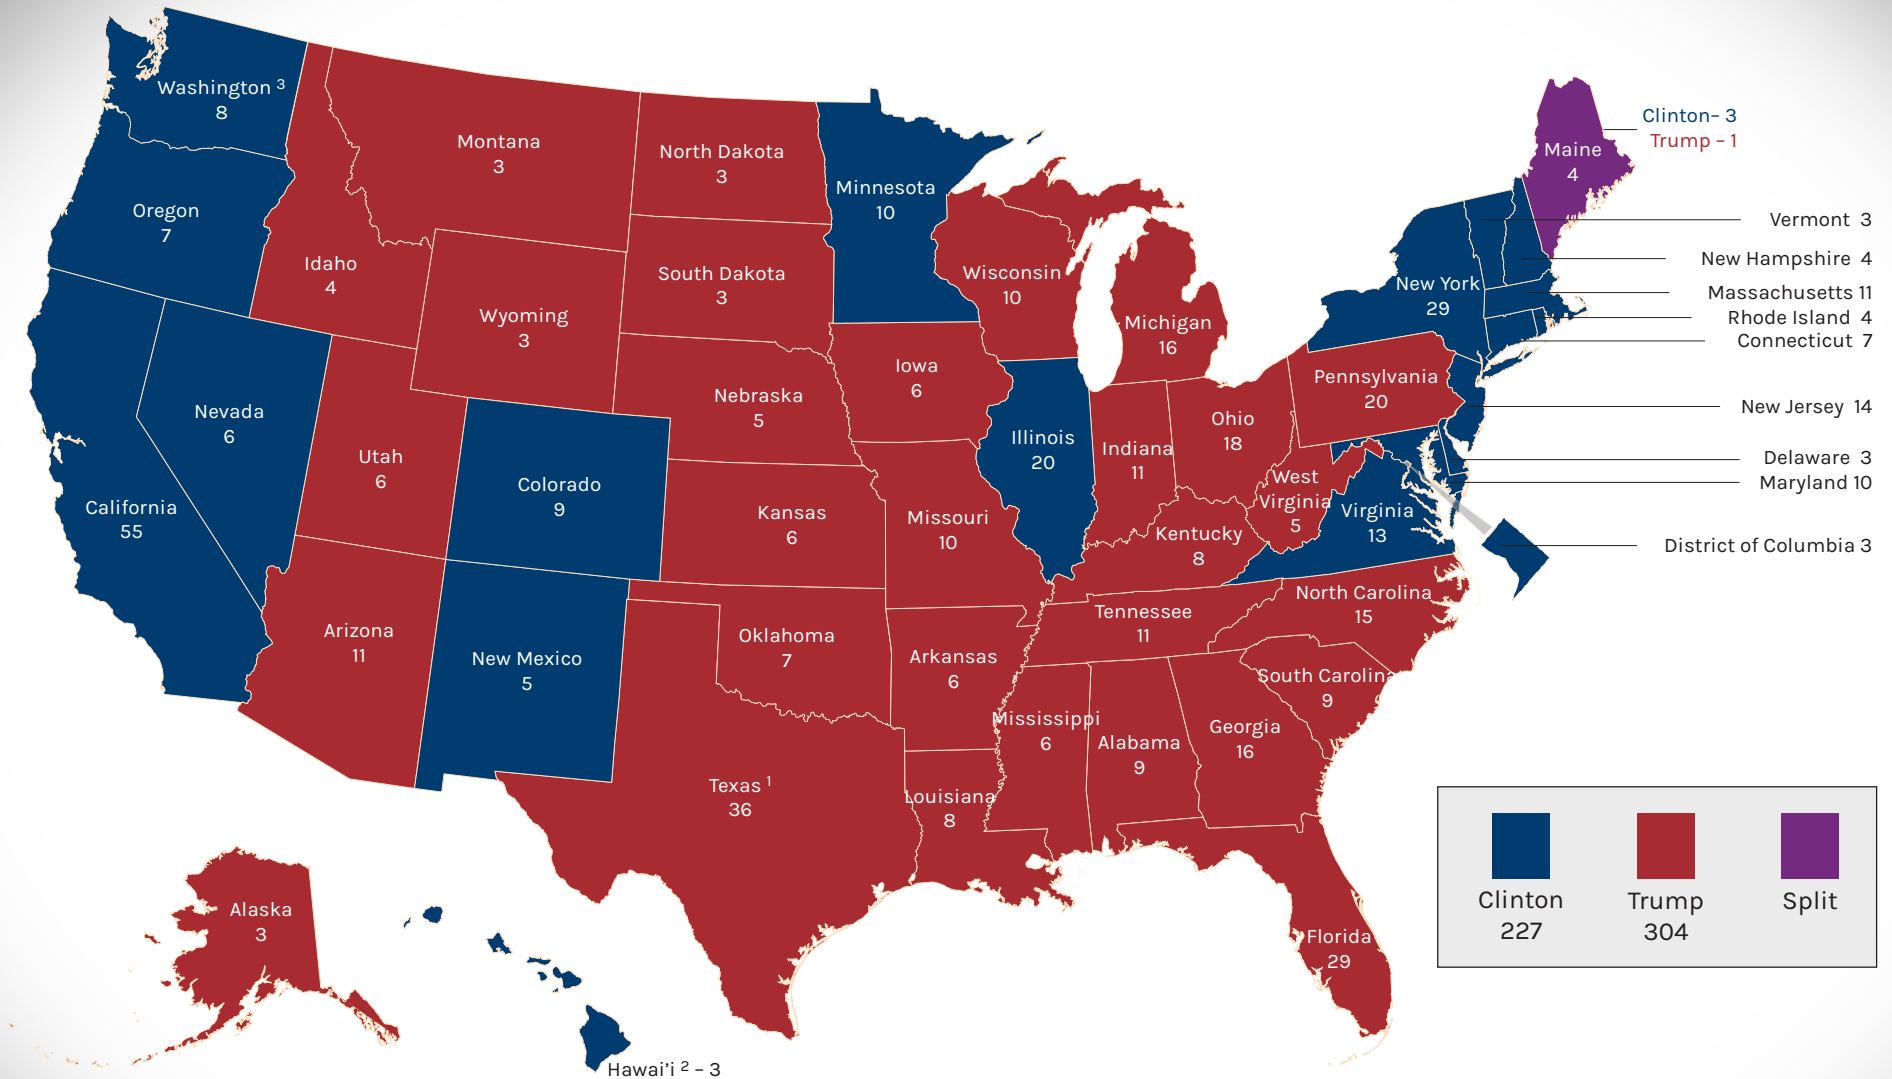 Washington 3
8
Oregon
7
California
55
Nevada
6
Idaho
4
Montana
3
Wyoming
3
Utah
6
Arizona
11
Colorado
9
New Mexico
5
North Dakota
3
South Dakota
3
Nebraska
5
Kansas
6
Oklahoma
7
Texas 1
36
Minnesota
10
Iowa
6
Missouri
10
Arkansas
6
Louisiana
8
Wisconsin
10
Illinois
20
Michigan
16
Indiana
11
Ohio
18
Kentucky
8
Tennessee
11
Mississippi
6
Alabama
9
Georgia
16
Florida
29
South Carolina
9
North Carolina
15
Virginia
13
West
Virginia
5
Pennsylvania
20
New York
29
Maine
4
Clinton– 3
Trump – 1
Vermont 3
New Hampshire 4
Massachusetts 11
Rhode Island 4
Connecticut 7
New Jersey 14
Delaware 3
Maryland 10
District of Columbia 3
Alaska
3
Hawai'i 2 – 3
Clinton
227
Trump
304
Split